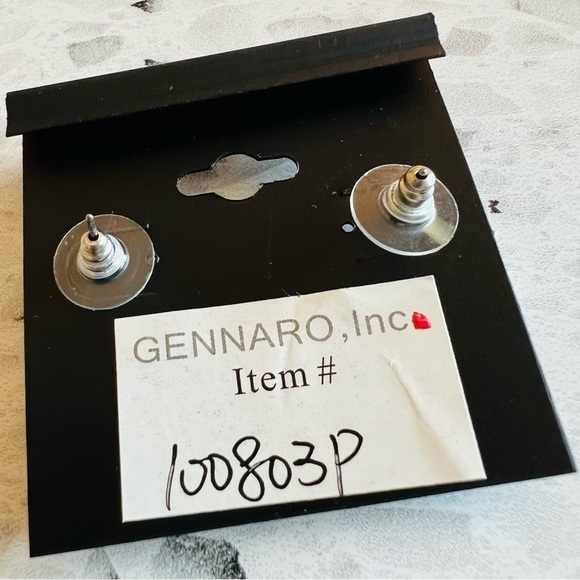 GENNARO, Inc.
Item #
100803P